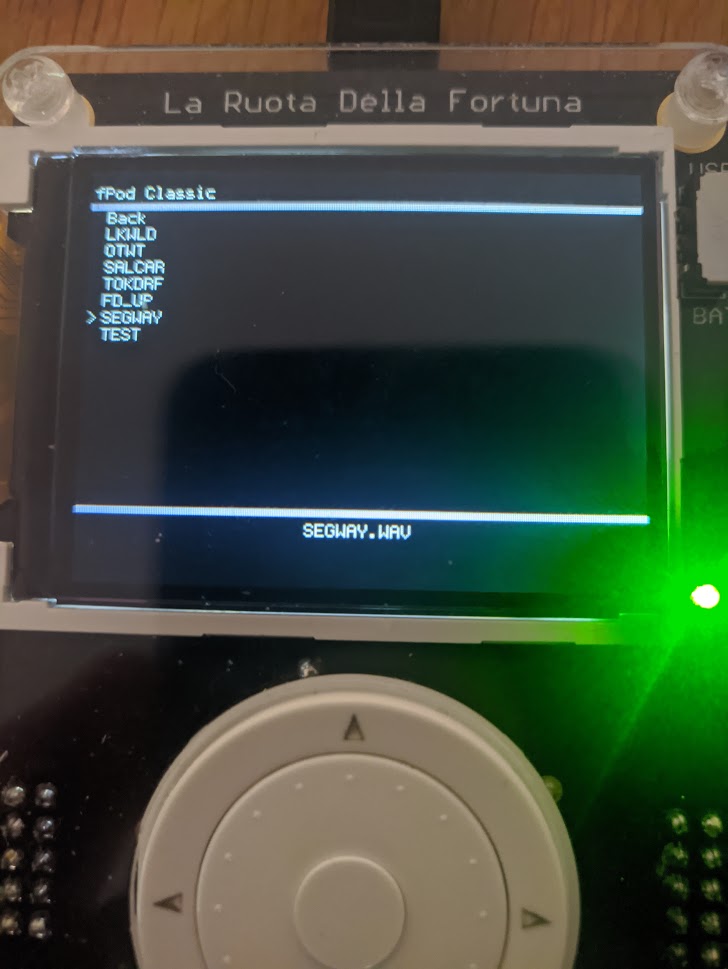 La Ruota Della Fortuna
fPod Classic
Back
LKWLD
OTWT
SALCAR
TOKDRF
FD_UP
>SEGWAY
TEST
SEGWAY.WAV